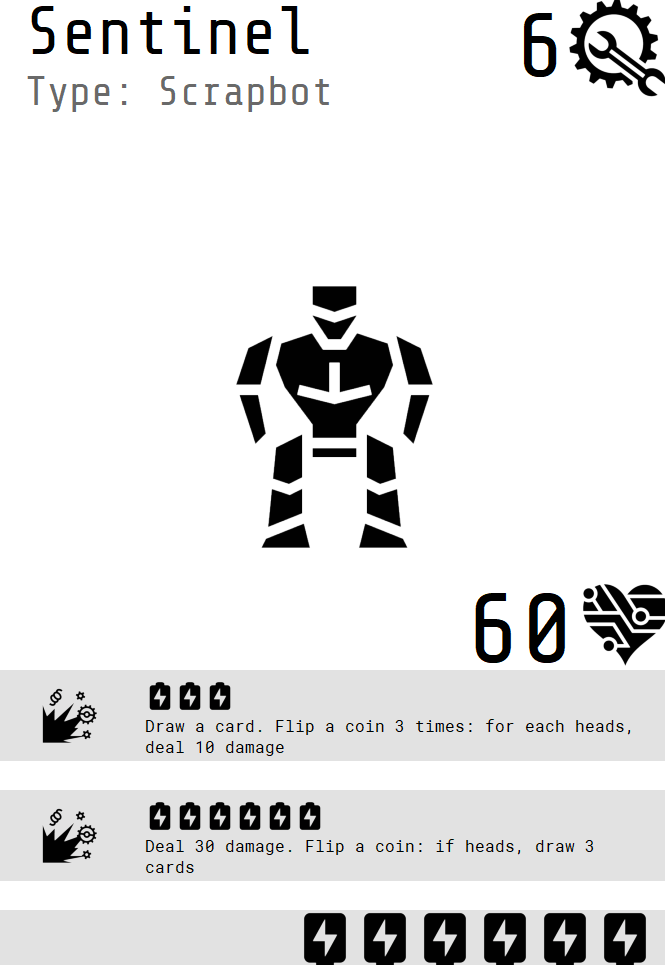 Sentinel
6
Type: Scrapbot
60
Draw a card. Flip a coin 3 times: for each heads,
deal 10 damage
Deal 30 damage. Flip a coin: if heads, draw 3
cards